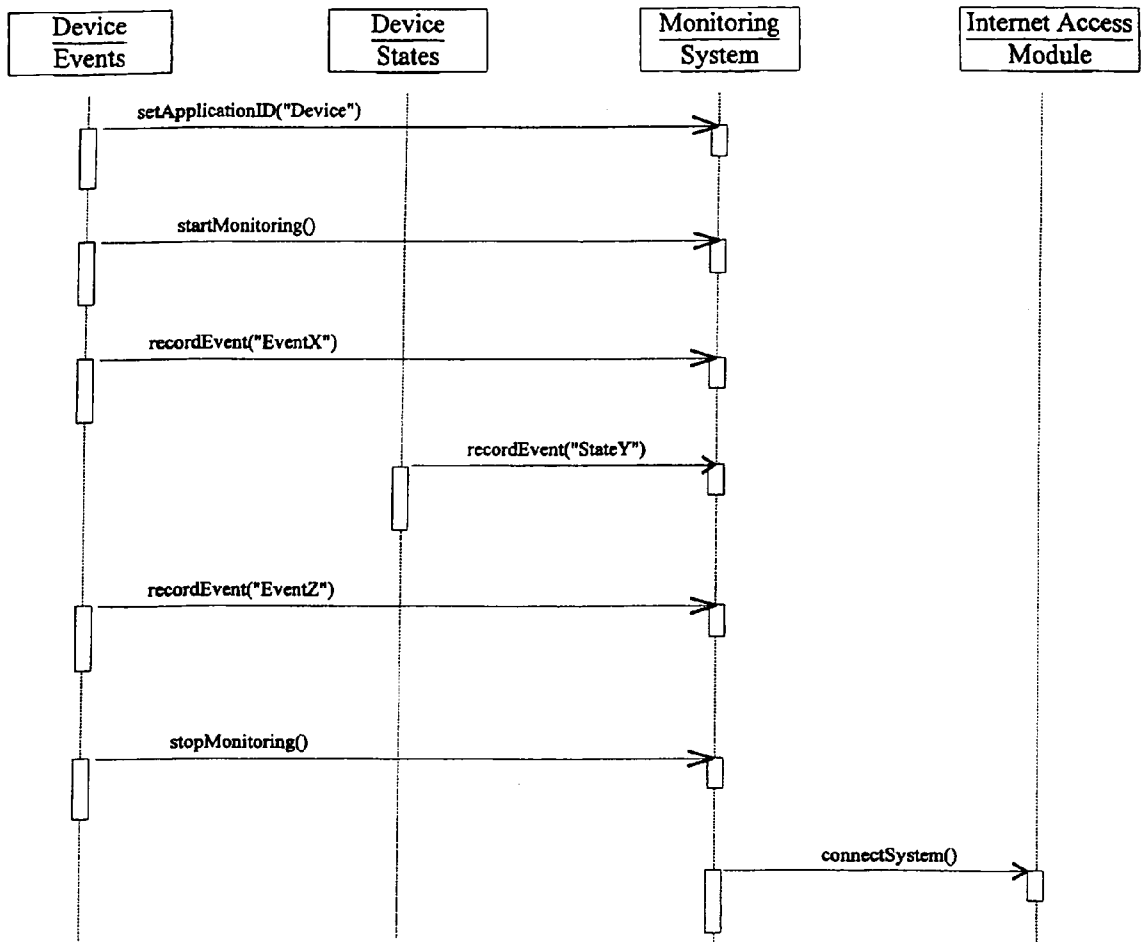 Device
Events
Device
States
Monitoring
System
Internet Access
Module
setApplicationID("Device")
startMonitoring()
recordEvent("EventX")
recordEvent("StateY")
recordEvent("EventZ")
stopMonitoring()
connectSystem()